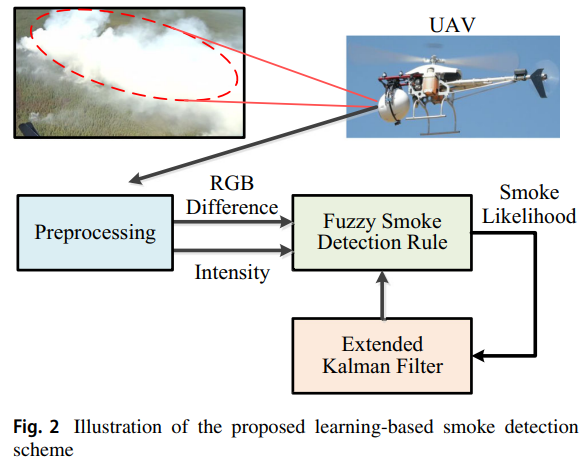 UAV
RGB
Difference
Smoke
Likelihood
Preprocessing
Fuzzy Smoke
Detection Rule
Intensity
Extended
Kalman Filter
Fig. 2 Illustration of the proposed learning-based smoke detection
scheme